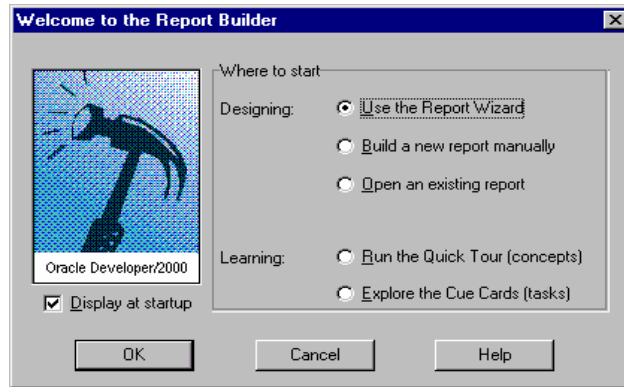 Welcome to the Report Builder
Where to start
Designing:
Use the Report Wizard
Build a new report manually
Open an existing report
Learning:
Run the Quick Tour (concepts)
Explore the Cue Cards (tasks)
Oracle Developer/2000
Display at startup
OK
Cancel
Help